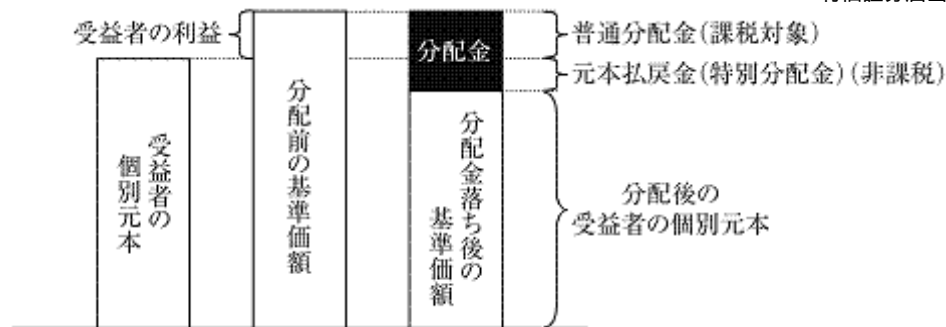 受益者の利益
分配金
普通分配金(課税対象)
元本払戻金(特別分配金)(非課税)
受益者の
個別元本
分配前の基準価額
分配金落ち後の
基準価額
分配後の
受益者の個別元本